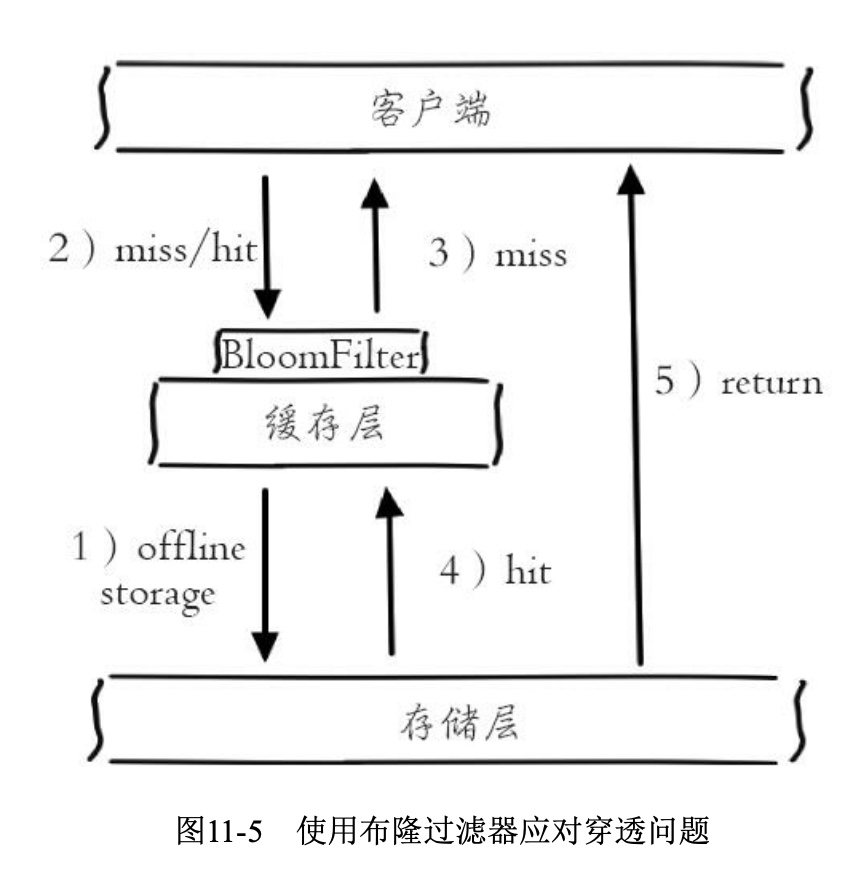 客户端
2）miss/hit
3）miss
BloomFilter
缓存层
5）return
1）offline
storage
4）hit
存储层
图11-5 使用布隆过滤器应对穿透问题